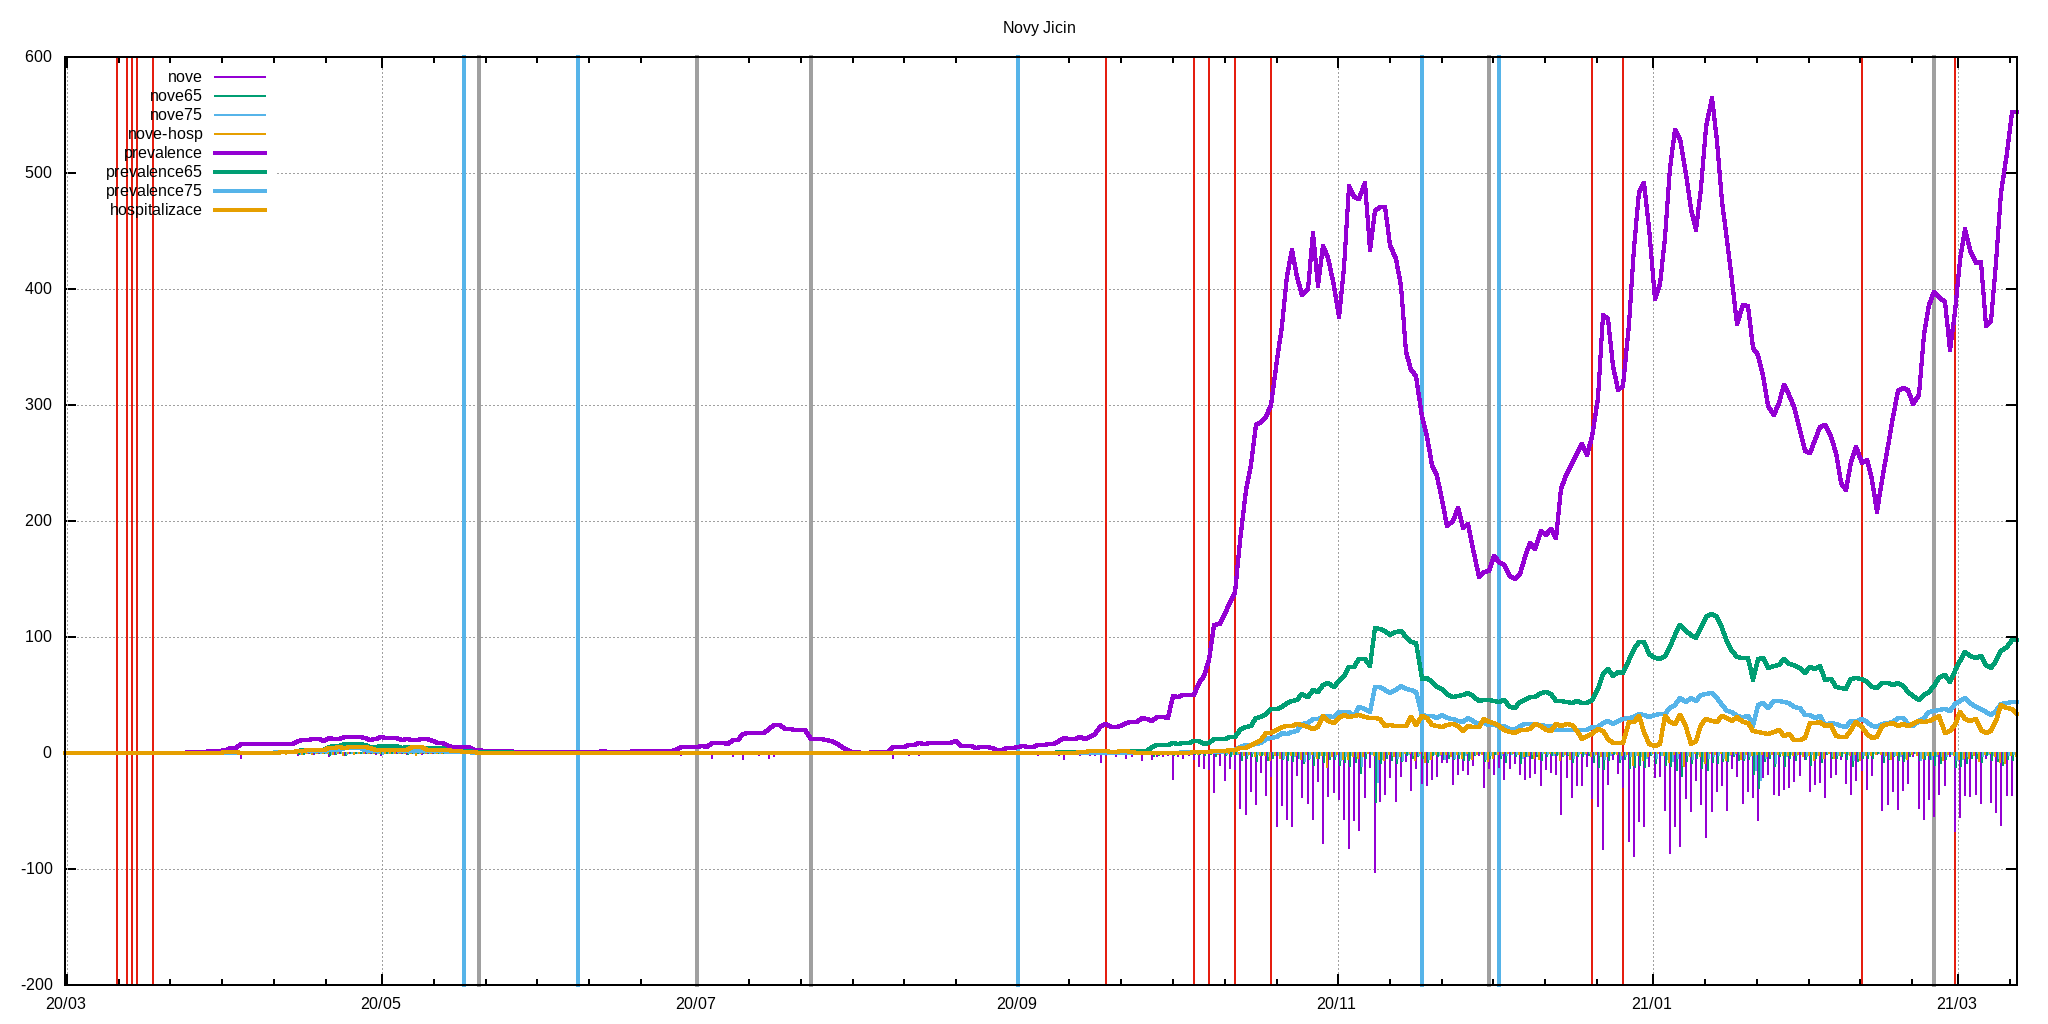 Novy Jicin
600
500
400
300
200
100
0
-100
-200
nove
nove65
nove75
nove-hosp
prevalence
prevalence65
prevalence75
hospitalizace
20/03 20/05 20/07 20/09 20/11 21/01 21/03